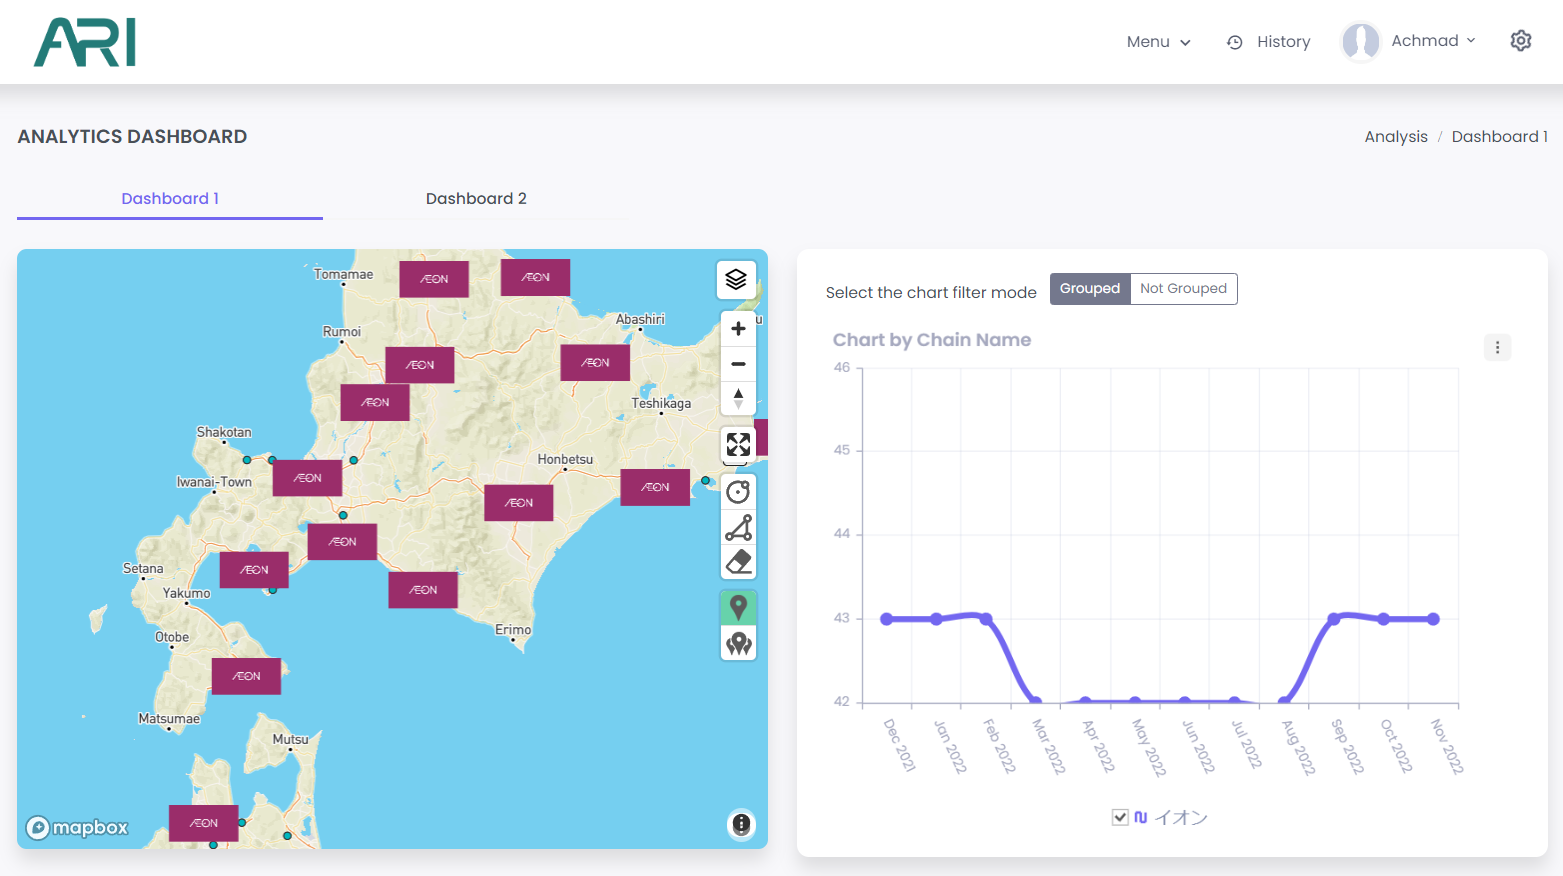 ARI
Menu
History
Achmad
ANALYTICS DASHBOARD
Analysis / Dashboard 1
Dashboard 1
Dashboard 2
Tomamae
ÆON
ÆON
Abashiri
u
Rumoi
ÆON
ÆON
ÆON
Teshikaga
Shakotan
Honbetsu
Iwanai-Town
ÆON
ÆON
ÆON
ÆON
Setana
ÆON
Yakumo
ÆON
Otobe
Erimo
ÆON
Matsumae
Mutsu
ÆON
mapbox
Select the chart filter mode
Grouped
Not Grouped
Chart by Chain Name
46
45
44
43
42
Dec 2021
Jan 2022
Feb 2022
Mar 2022
Apr 2022
May 2022
Jun 2022
Jul 2022
Aug 2022
Sep 2022
Oct 2022
Nov 2022
イオン